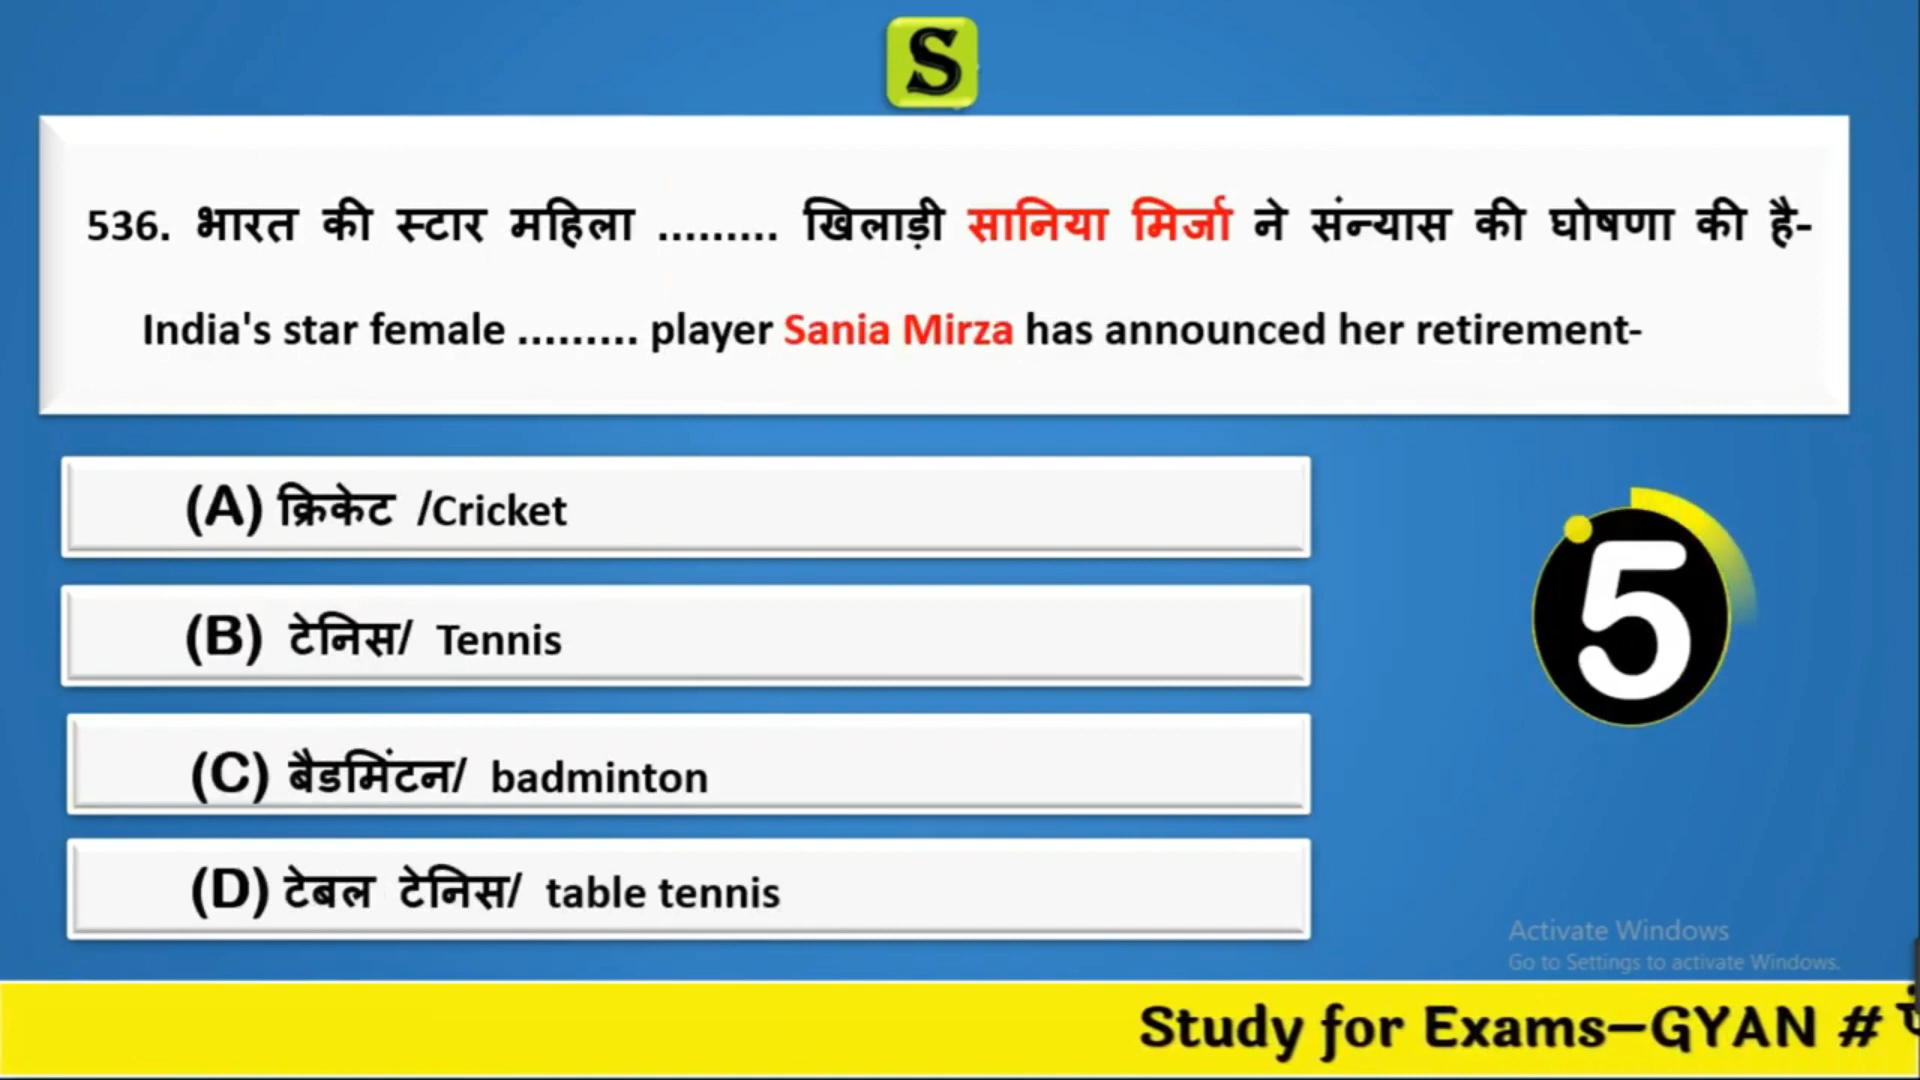 S
536. भारत की स्टार महिला ......... खिलाड़ी सानिया मिर्जा ने संन्यास की घोषणा की है-
India's star female ......... player Sania Mirza has announced her retirement-
(A) क्रिकेट /Cricket
(B) टेनिस/ Tennis
(C) बैडमिंटन/ badminton
(D) टेबल टेनिस/ table tennis
5
Activate Windows
Go to Settings to activate Windows.
Study for Exams–GYAN #